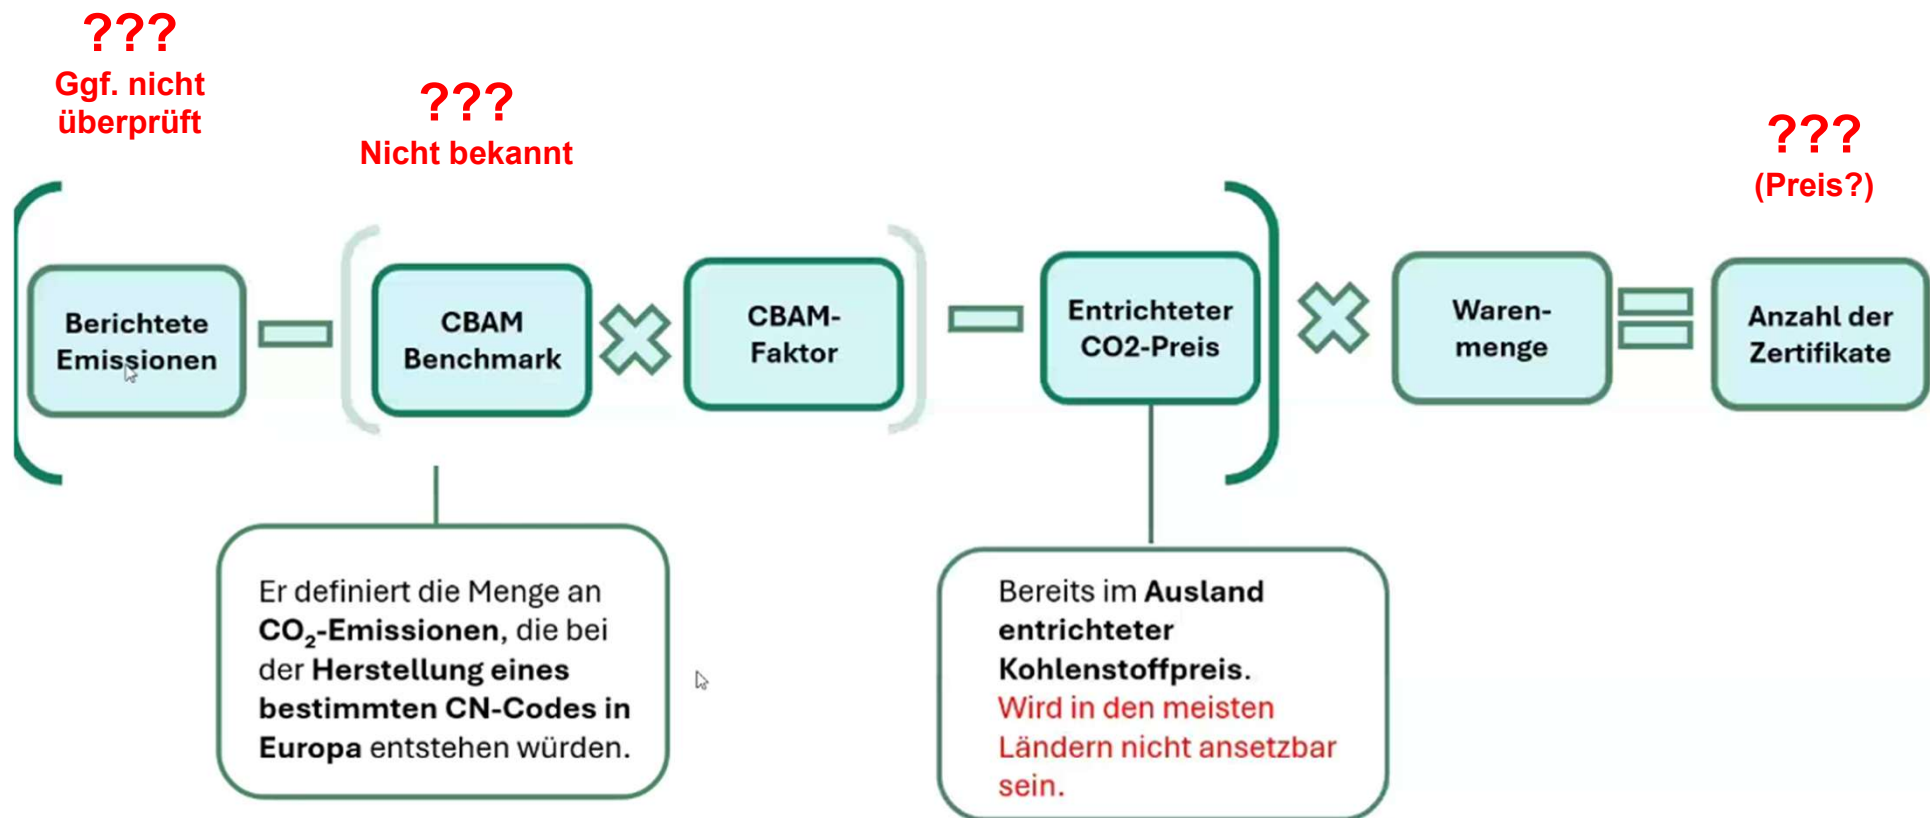 ???
Ggf. nicht
überprüft
???
Nicht bekannt
???
(Preis?)
Berichtete
Emissionen
CBAM
Benchmark
CBAM-
Faktor
Entrichteter
CO2-Preis
Waren-
menge
Anzahl der
Zertifikate
Er definiert die Menge an
CO₂-Emissionen, die bei
der Herstellung eines
bestimmten CN-Codes in
Europa entstehen würden.
Bereits im Ausland
entrichteter
Kohlenstoffpreis.
Wird in den meisten
Ländern nicht ansetzbar
sein.